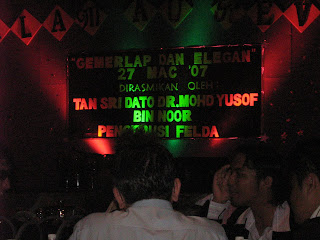 "GEMERLAP DAN ELEGAN"
27 MAC '07
DIRASMIKAN OLEH:
TAN SRI DATO DR.MOHD YUSOF
BIN NOOR
PENGERUSI FELDA